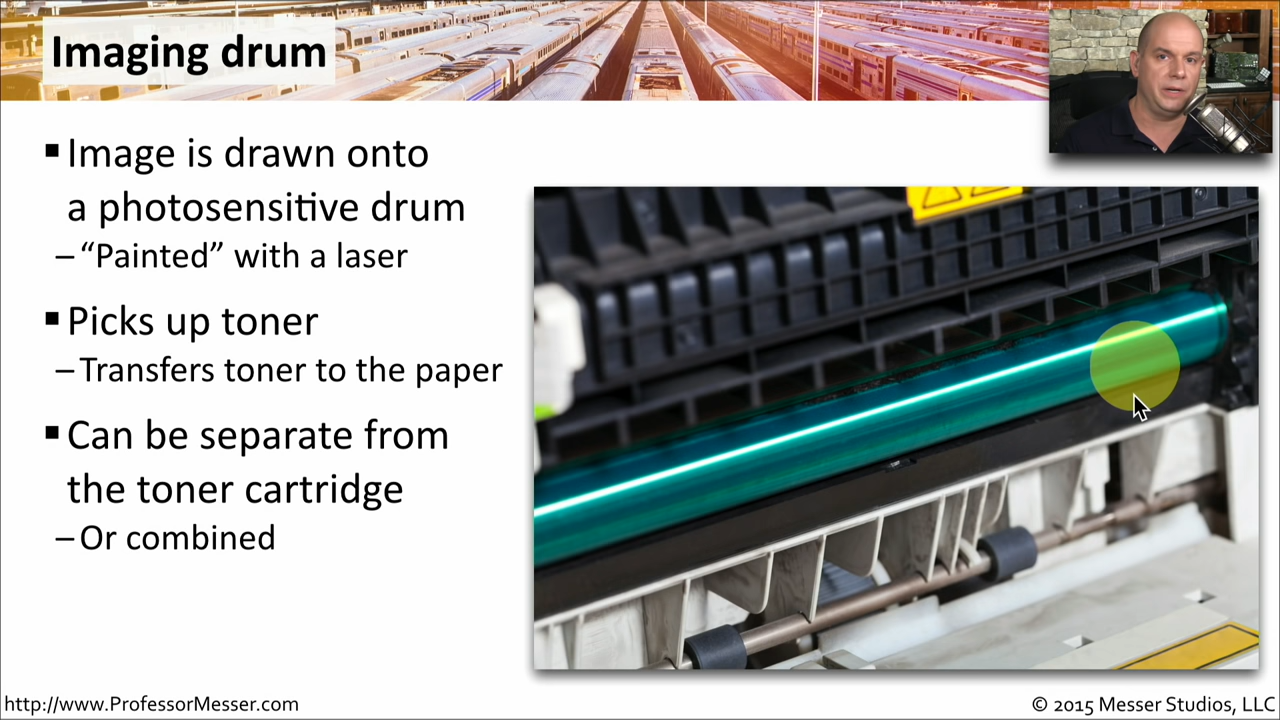 Imaging drum
▪ Image is drawn onto
a photosensitive drum
– “Painted” with a laser
▪ Picks up toner
– Transfers toner to the paper
▪ Can be separate from
the toner cartridge
– Or combined
http://www.ProfessorMesser.com
© 2015 Messer Studios, LLC